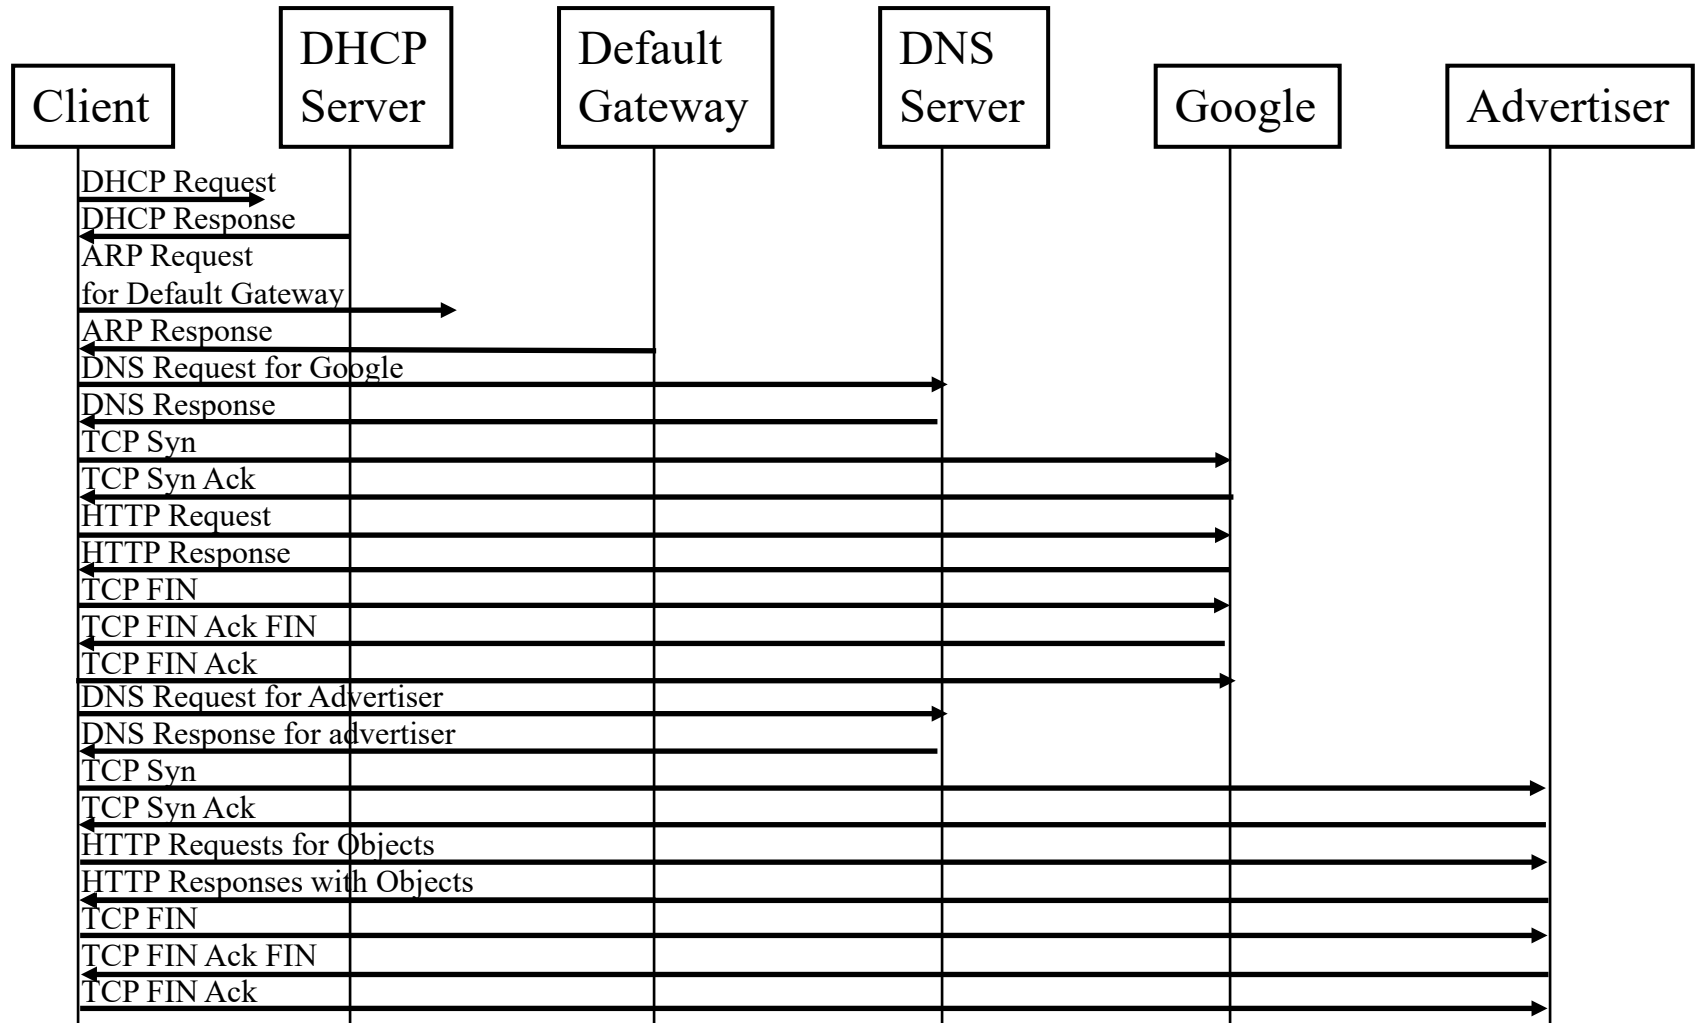 Client
DHCP
Server
Default
Gateway
DNS
Server
Google
Advertiser
DHCP Request
DHCP Response
ARP Request
for Default Gateway
ARP Response
DNS Request for Google
DNS Response
TCP Syn
TCP Syn Ack
HTTP Request
HTTP Response
TCP FIN
TCP FIN Ack FIN
TCP FIN Ack
DNS Request for Advertiser
DNS Response for advertiser
TCP Syn
TCP Syn Ack
HTTP Requests for Objects
HTTP Responses with Objects
TCP FIN
TCP FIN Ack FIN
TCP FIN Ack